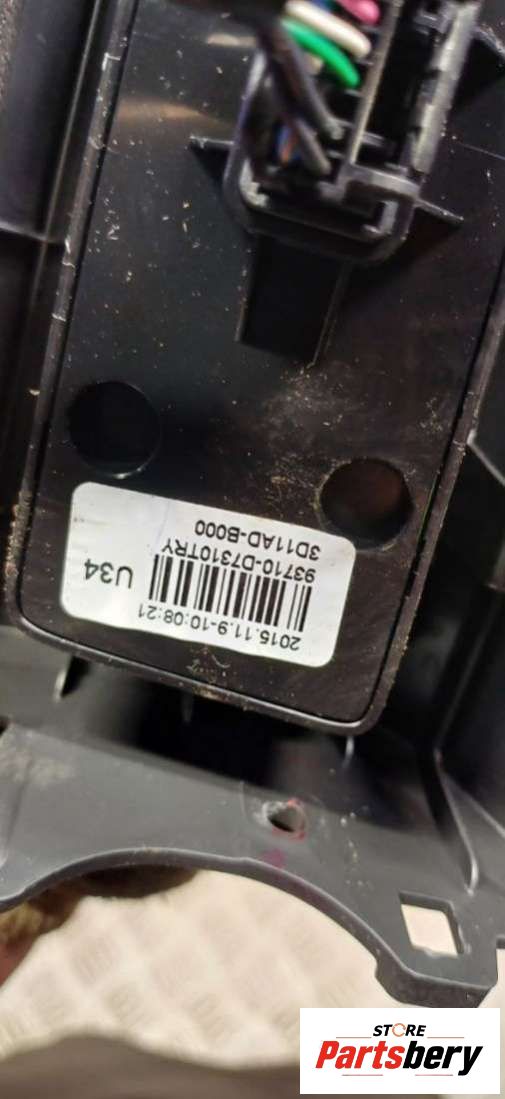 2015.11.9-10:08:21
U34
93710-D7310TRY
3D11AD-B000
STORE
Partsbery